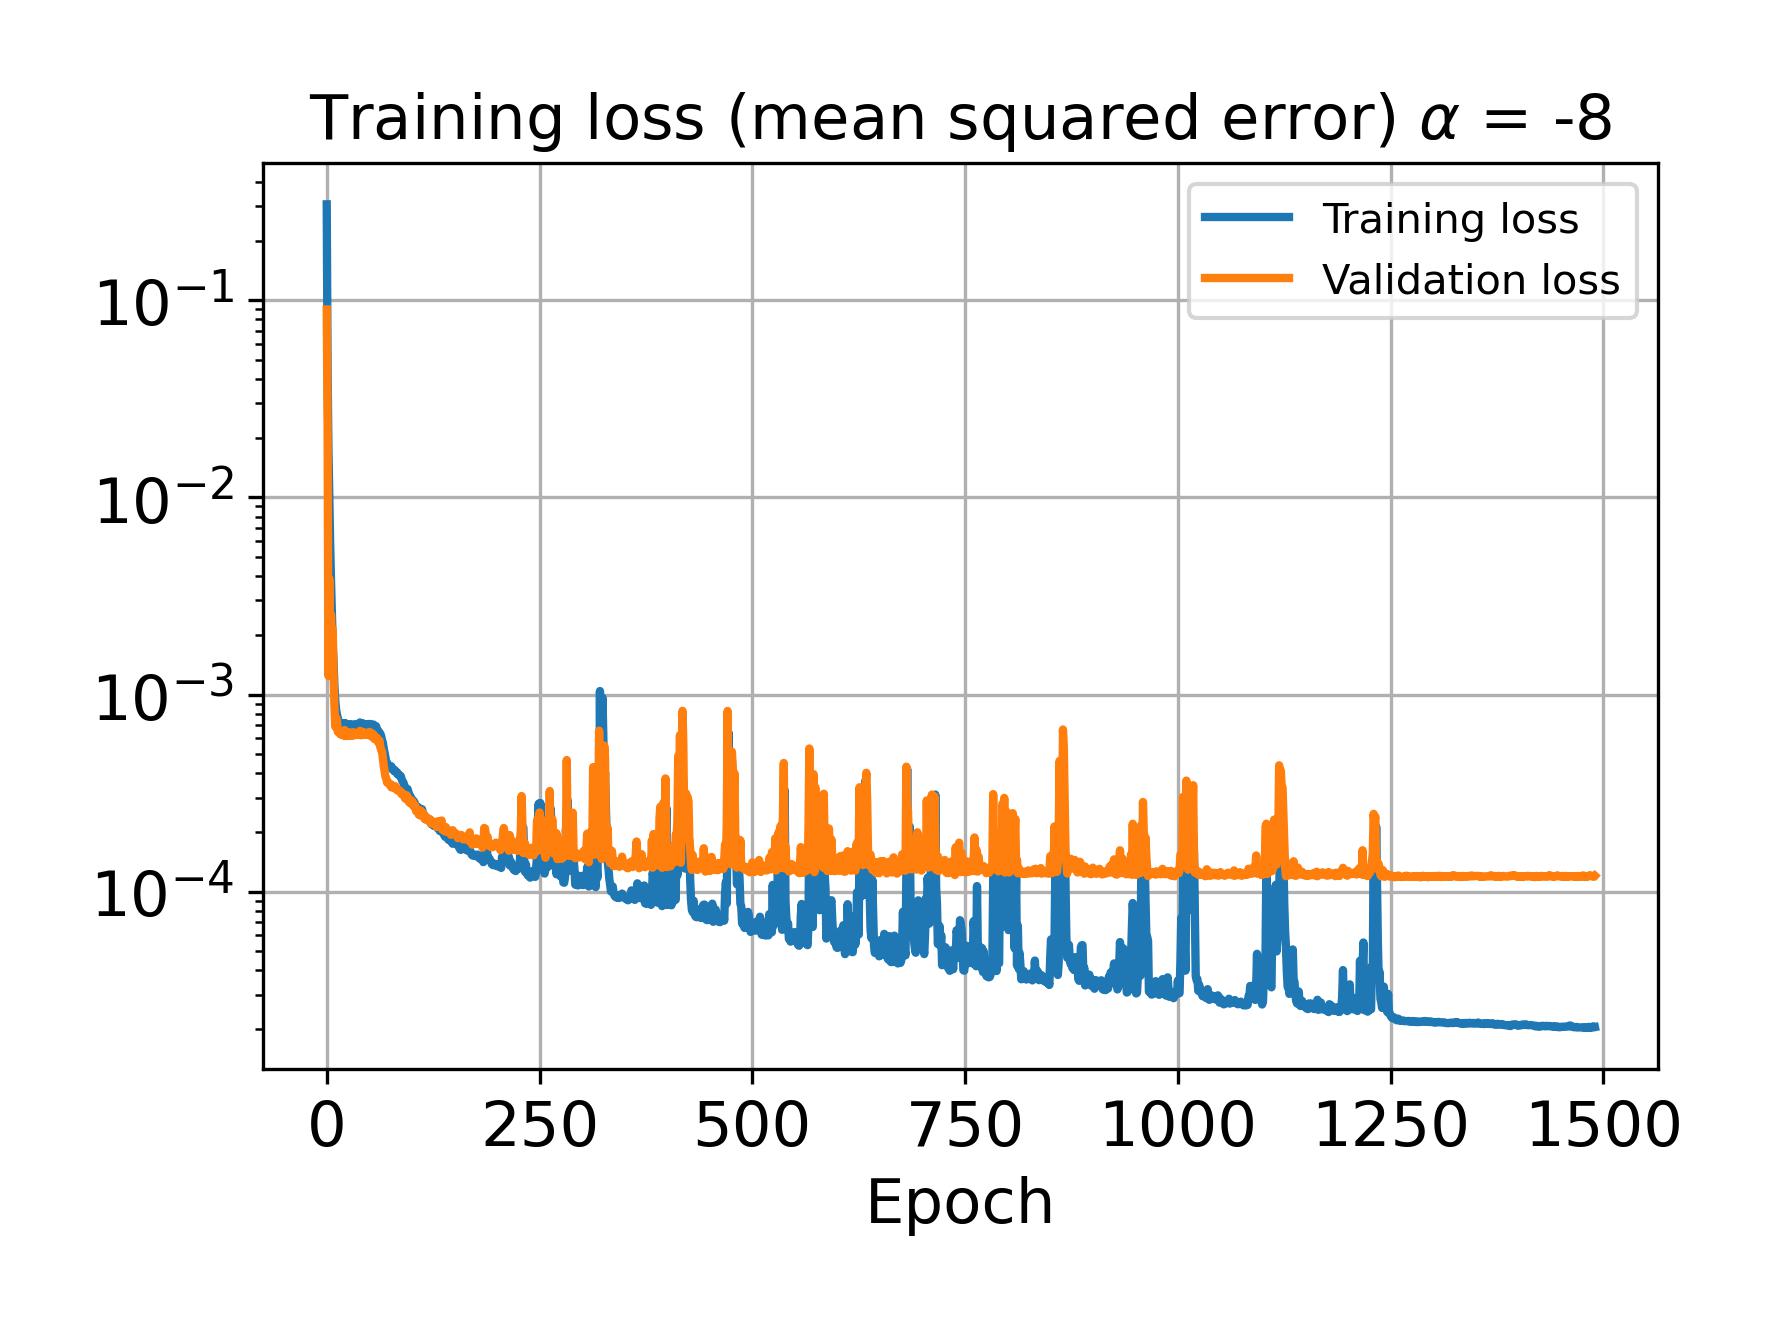 Training loss (mean squared error) α = -8
Training loss
Validation loss
10⁻¹
10⁻²
10⁻³
10⁻⁴
0 250 500 750 1000 1250 1500
Epoch